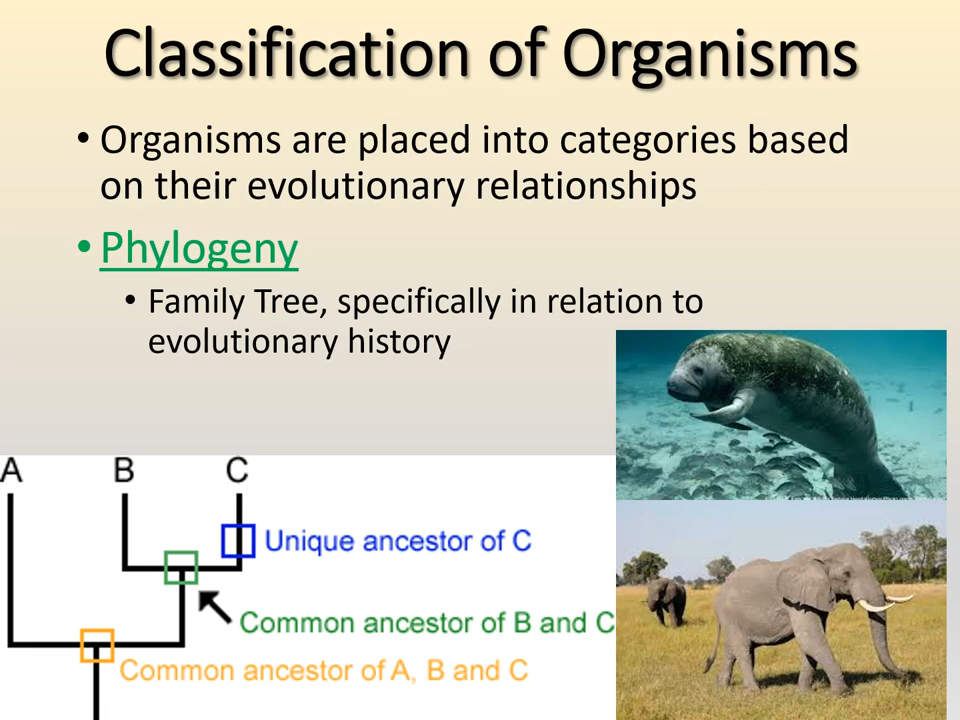 Classification of Organisms
• Organisms are placed into categories based
on their evolutionary relationships
• Phylogeny
• Family Tree, specifically in relation to
evolutionary history
A B C
Unique ancestor of C
Common ancestor of B and C
Common ancestor of A, B and C